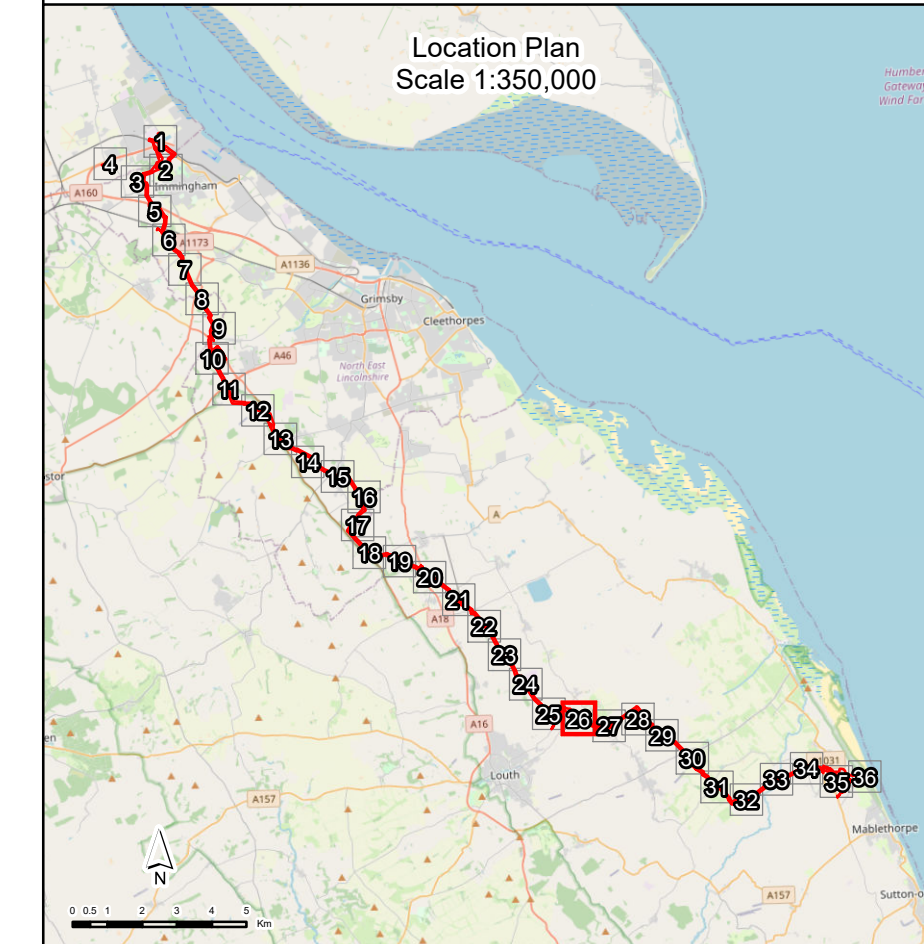 Location Plan
Scale 1:350,000
Humber
Gateway
Wind Far
1
4
2
3
Immingham
A160
5
6
A1173
7
A1136
8
Grimsby
9
Cleethorpes
10
A46
North East
Lincolnshire
11
12
13
14
15
stor
16
A
17
18
19
20
21
A18
22
23
24
25
26
27
28
A16
29
30
Louth
31
32
33
34
1031
35
36
en
A157
Mablethorpe
N
A157
Sutton-o
0 0.5 1 2 3 4 5
Km